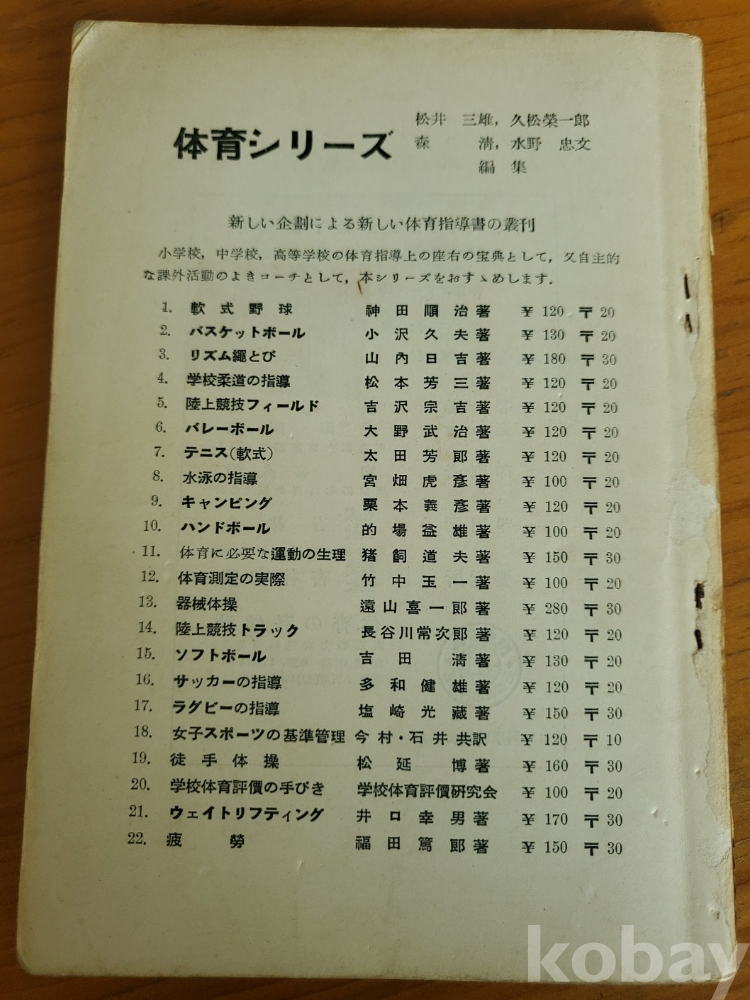 体育シリーズ
松井 三雄，久松榮一郎
森 清，水野 忠文
編集
新しい企劃による新しい体育指導書の叢刊
小学校，中学校，高等学校の体育指導上の座右の宝典として，又自主的
な課外活動のよきコーチとして，本シリーズをおすゝめします．
1. 軟式野球 神田順治著 ￥120 〒20
2. バスケットボール 小沢久夫著 ￥130 〒20
3. リズム繩とび 山内日吉著 ￥180 〒30
4. 学校柔道の指導 松本芳三著 ￥120 〒20
5. 陸上競技フィールド 吉沢宗吉著 ￥120 〒20
6. バレーボール 大野武治著 ￥120 〒20
7. テニス(軟式) 太田芳郎著 ￥120 〒20
8. 水泳の指導 宮畑虎彦著 ￥100 〒20
9. キャンピング 栗本義彦著 ￥120 〒20
10. ハンドボール 的場益雄著 ￥100 〒20
11. 体育に必要な運動の生理 猪飼道夫著 ￥150 〒30
12. 体育測定の実際 竹中玉一著 ￥100 〒20
13. 器械体操 遠山喜一郎著 ￥280 〒30
14. 陸上競技トラック 長谷川常次郎著 ￥120 〒20
15. ソフトボール 吉田清著 ￥130 〒20
16. サッカーの指導 多和健雄著 ￥120 〒20
17. ラグビーの指導 塩崎光藏著 ￥150 〒30
18. 女子スポーツの基準管理 今村・石井共訳 ￥120 〒10
19. 徒手体操 松延博著 ￥160 〒30
20. 学校体育評價の手びき 学校体育評價研究会 ￥100 〒20
21. ウェイトリフティング 井口幸男著 ￥170 〒30
22. 疲勞 福田篤郎著 ￥150 〒30
kobay